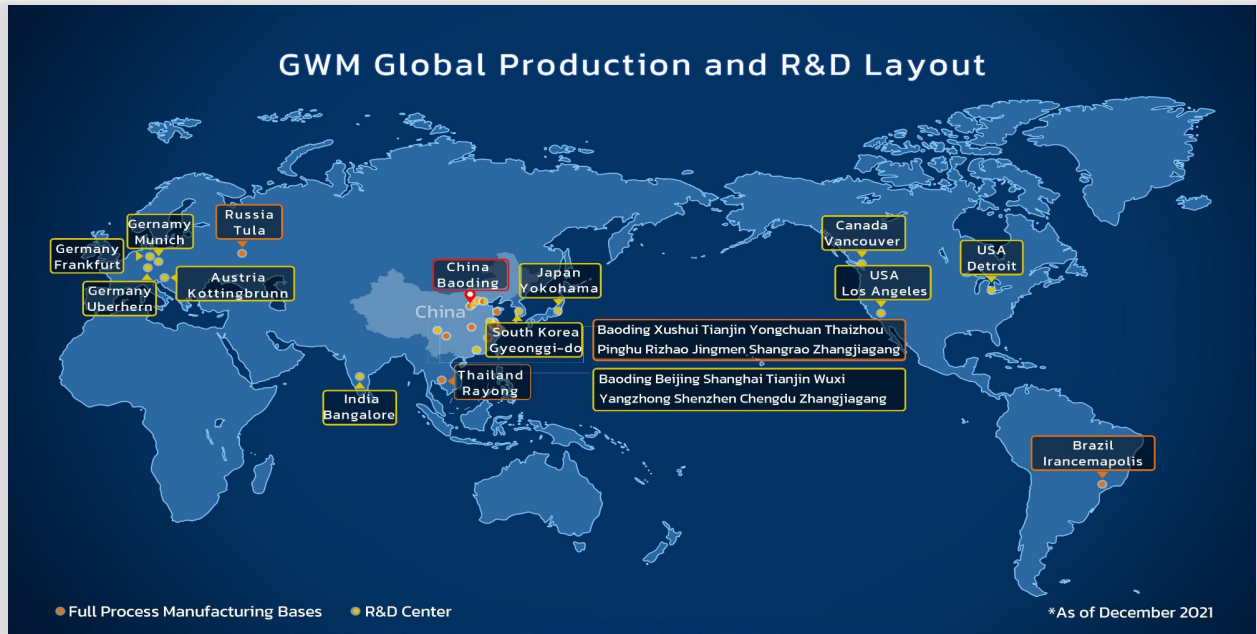 GWM Global Production and R&D Layout
Russia
Tula
Gernamy
Munich
Germany
Frankfurt
Austria
Kottingbrunn
Germany
Uberhern
China
Baoding
Japan
Yokohama
China
South Korea
Gyeonggi-do
Thailand
Rayong
India
Bangalore
Baoding Xushui Tianjin Yongchuan Thaizhou
Pinghu Rizhao Jingmen Shangrao Zhangjiagang
Baoding Beijing Shanghai Tianjin Wuxi
Yangzhong Shenzhen Chengdu Zhangjiagang
Canada
Vancouver
USA
Los Angeles
USA
Detroit
Brazil
Irancemapolis
Full Process Manufacturing Bases
R&D Center
*As of December 2021